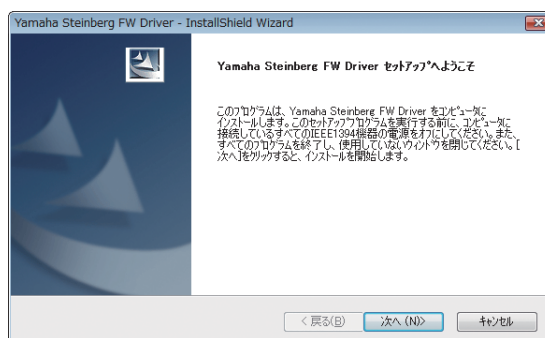 Yamaha Steinberg FW Driver - InstallShield Wizard
Yamaha Steinberg FW Driver ｾｯﾄｱｯﾌﾟへようこそ
このﾌﾟﾛｸﾞﾗﾑは、Yamaha Steinberg FW Driver をｺﾝﾋﾟｭｰﾀに
ｲﾝｽﾄｰﾙします。このｾｯﾄｱｯﾌﾟﾌﾟﾛｸﾞﾗﾑを実行する前に、ｺﾝﾋﾟｭｰﾀに
接続しているすべてのIEEE1394機器の電源をｵﾌにしてください。また、
すべてのﾌﾟﾛｸﾞﾗﾑを終了し、使用していないｳｨﾝﾄﾞｳを閉じてください。[
次へ]をｸﾘｯｸすると、ｲﾝｽﾄｰﾙを開始します。
< 戻る(B)
次へ (N)>
ｷｬﾝｾﾙ